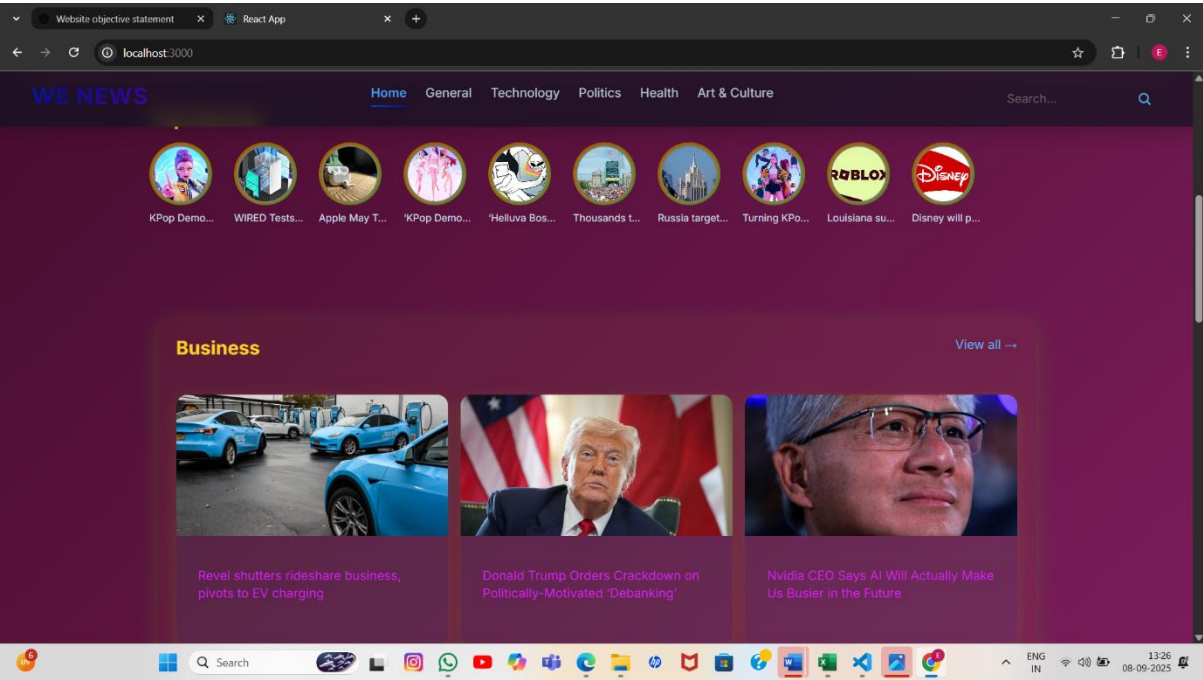 Website objective statement
React App
localhost:3000
E
WE NEWS
Home General Technology Politics Health Art & Culture
Search...
ROBLOX
Disney
KPop Demo... WIRED Tests... Apple May T... ‘KPop Demo... ‘Helluva Bos... Thousands t... Russia target... Turning KPo... Louisiana su... Disney will p...
Business
View all →
Revel shutters rideshare business,
pivots to EV charging
Donald Trump Orders Crackdown on
Politically-Motivated ‘Debanking’
Nvidia CEO Says AI Will Actually Make
Us Busier in the Future
6
Search
ENG
IN
13:26
08-09-2025